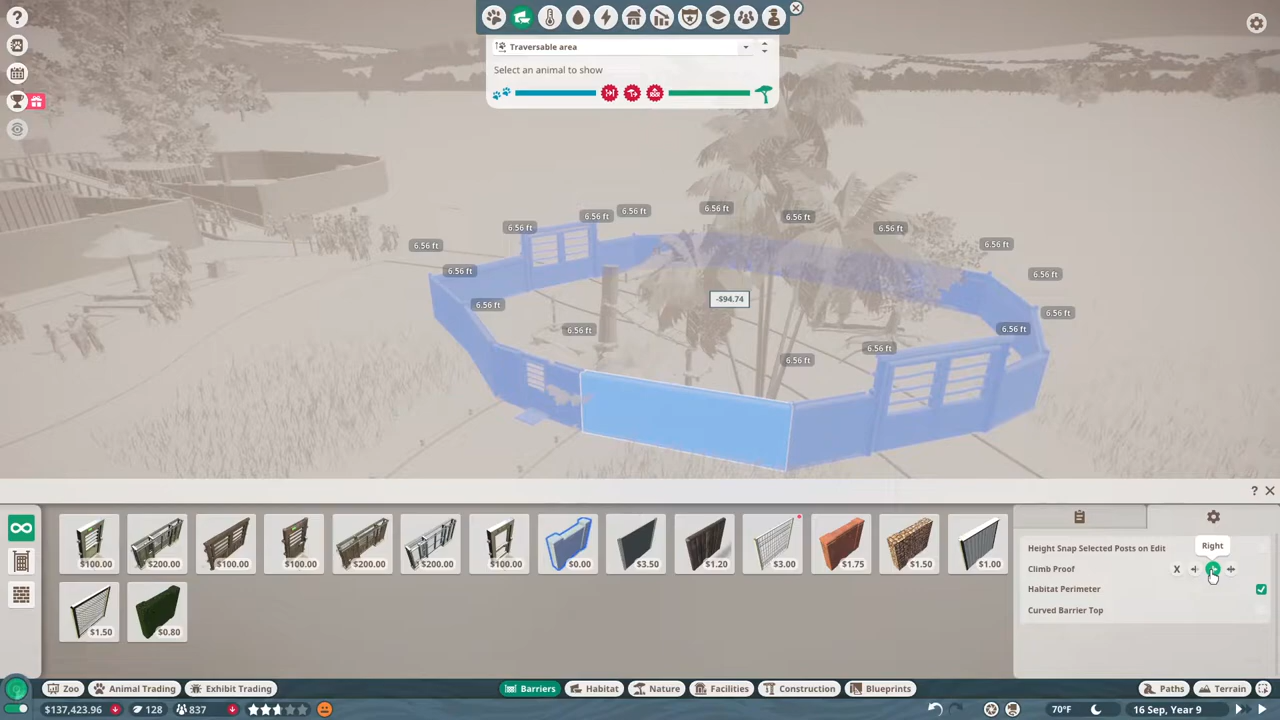 ?
Traversable area
Select an animal to show
6.56 ft
6.56 ft
6.56 ft
6.56 ft
6.56 ft
6.56 ft
6.56 ft
6.56 ft
6.56 ft
6.56 ft
-$94.74
6.56 ft
6.56 ft
6.56 ft
6.56 ft
6.56 ft
6.56 ft
?
$100.00
$200.00
$100.00
$100.00
$200.00
$200.00
$100.00
$0.00
$3.50
$1.20
$3.00
$1.75
$1.50
$1.00
$1.50
$0.80
Right
Height Snap Selected Posts on Edit
Climb Proof
X
Habitat Perimeter
Curved Barrier Top
Zoo
Animal Trading
Exhibit Trading
Barriers
Habitat
Nature
Facilities
Construction
Blueprints
Paths
Terrain
$137,423.96
128
837
70°F
16 Sep, Year 9